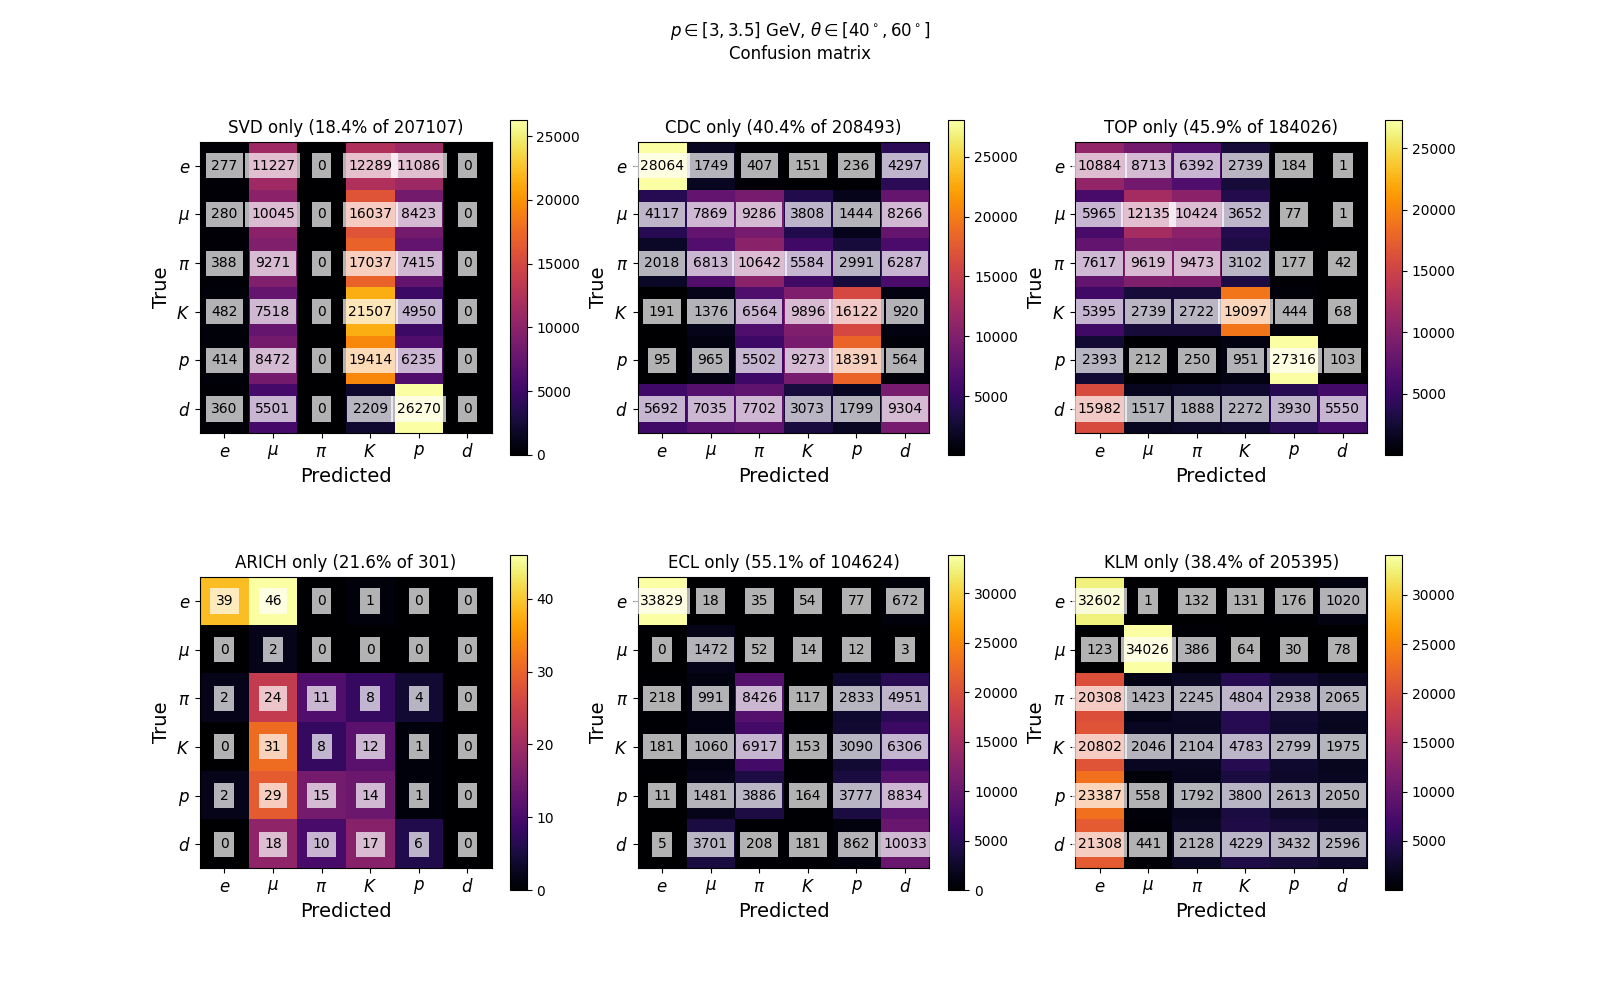 p ∈ [3, 3.5] GeV, θ ∈ [40°, 60°]
Confusion matrix
SVD only (18.4% of 207107)
True
e 277 11227 0 12289 11086 0
μ 280 10045 0 16037 8423 0
π 388 9271 0 17037 7415 0
K 482 7518 0 21507 4950 0
p 414 8472 0 19414 6235 0
d 360 5501 0 2209 26270 0
e μ π K p d
Predicted
25000
20000
15000
10000
5000
0
CDC only (40.4% of 208493)
True
e 28064 1749 407 151 236 4297
μ 4117 7869 9286 3808 1444 8266
π 2018 6813 10642 5584 2991 6287
K 191 1376 6564 9896 16122 920
p 95 965 5502 9273 18391 564
d 5692 7035 7702 3073 1799 9304
e μ π K p d
Predicted
25000
20000
15000
10000
5000
TOP only (45.9% of 184026)
True
e 10884 8713 6392 2739 184 1
μ 5965 12135 10424 3652 77 1
π 7617 9619 9473 3102 177 42
K 5395 2739 2722 19097 444 68
p 2393 212 250 951 27316 103
d 15982 1517 1888 2272 3930 5550
e μ π K p d
Predicted
25000
20000
15000
10000
5000
ARICH only (21.6% of 301)
True
e 39 46 0 1 0 0
μ 0 2 0 0 0 0
π 2 24 11 8 4 0
K 0 31 8 12 1 0
p 2 29 15 14 1 0
d 0 18 10 17 6 0
e μ π K p d
Predicted
40
30
20
10
0
ECL only (55.1% of 104624)
True
e 33829 18 35 54 77 672
μ 0 1472 52 14 12 3
π 218 991 8426 117 2833 4951
K 181 1060 6917 153 3090 6306
p 11 1481 3886 164 3777 8834
d 5 3701 208 181 862 10033
e μ π K p d
Predicted
30000
25000
20000
15000
10000
5000
0
KLM only (38.4% of 205395)
True
e 32602 1 132 131 176 1020
μ 123 34026 386 64 30 78
π 20308 1423 2245 4804 2938 2065
K 20802 2046 2104 4783 2799 1975
p 23387 558 1792 3800 2613 2050
d 21308 441 2128 4229 3432 2596
e μ π K p d
Predicted
30000
25000
20000
15000
10000
5000